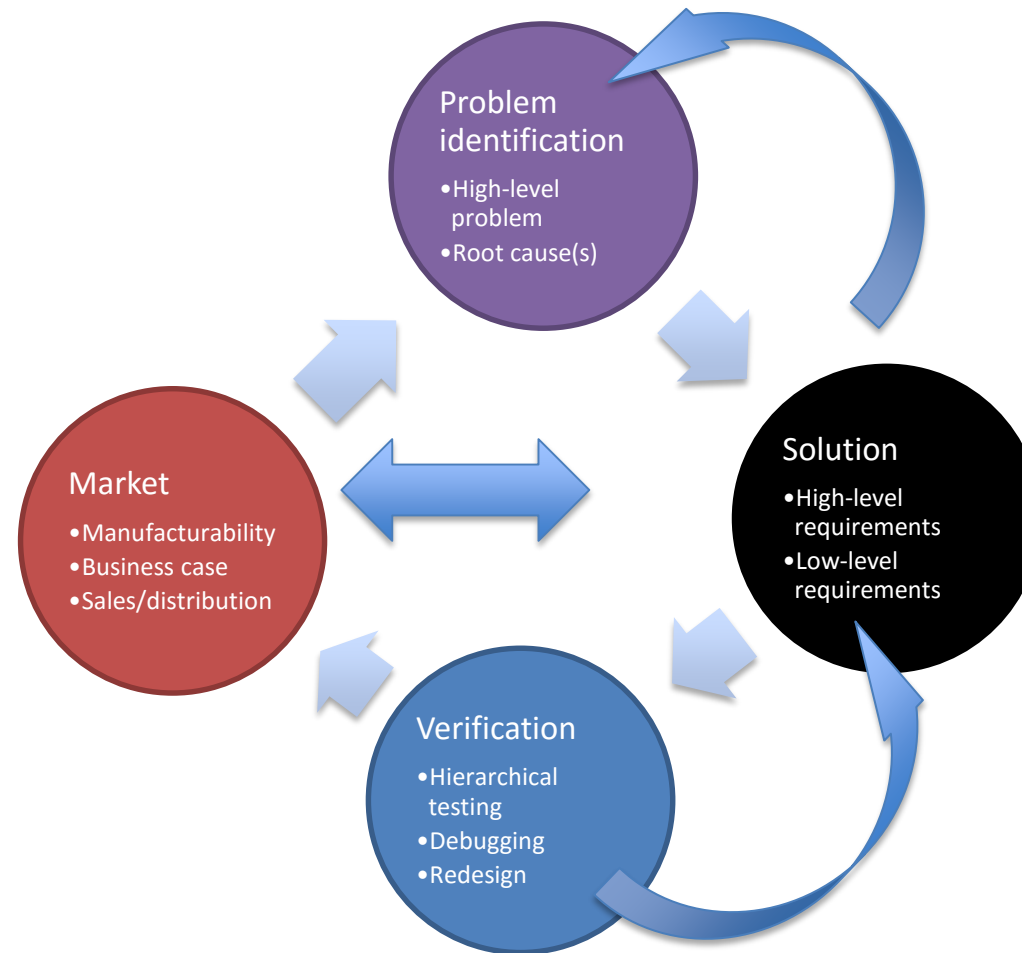 Problem
identification
•High-level
problem
•Root cause(s)
Solution
•High-level
requirements
•Low-level
requirements
Market
•Manufacturability
•Business case
•Sales/distribution
Verification
•Hierarchical
testing
•Debugging
•Redesign